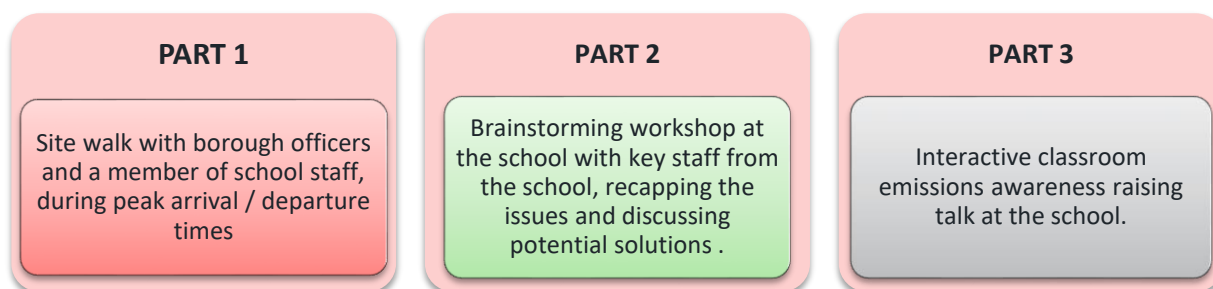 PART 1
Site walk with borough officers
and a member of school staff,
during peak arrival / departure
times
PART 2
Brainstorming workshop at
the school with key staff from
the school, recapping the
issues and discussing
potential solutions .
PART 3
Interactive classroom
emissions awareness raising
talk at the school.